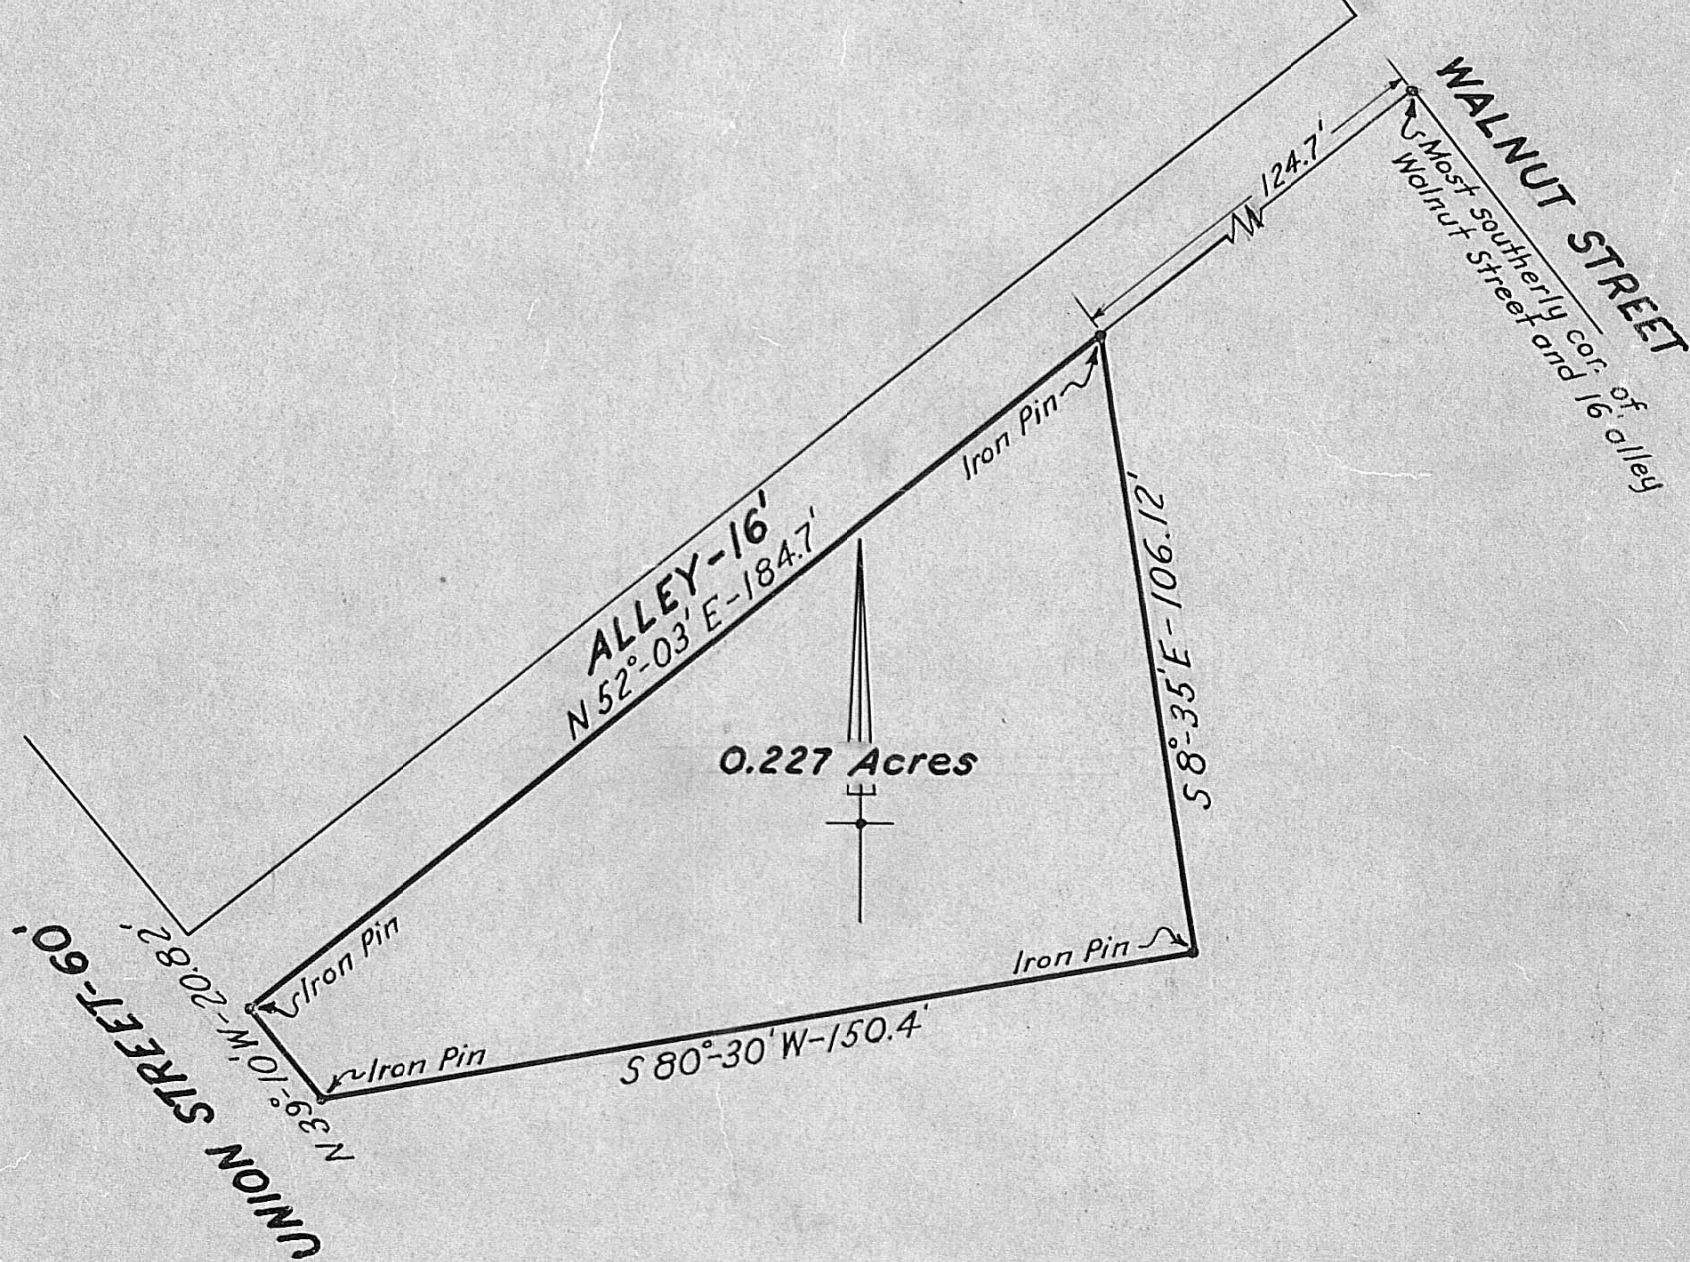 WALNUT STREET
124.7'
Most southerly cor. of
Walnut Street and 16' alley
Iron Pin
ALLEY-16'
N 52°-03' E-184.7'
S 8°-35' E-106.12'
0.227 Acres
Iron Pin
Iron Pin
Iron Pin
S 80°-30' W-150.4'
N 39°-10' W-20.82'
UNION STREET-60'